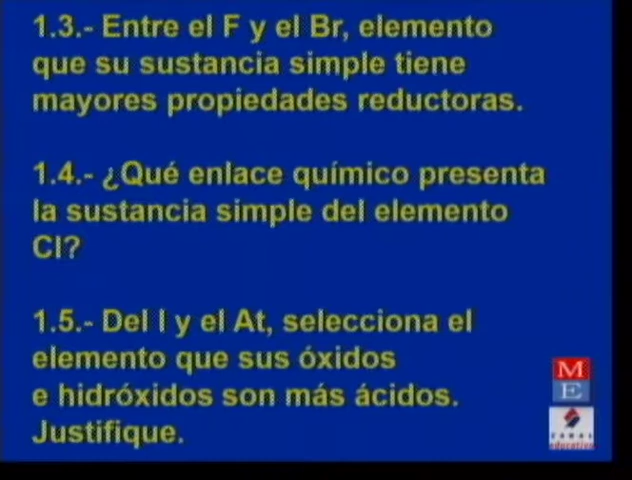 1.3.- Entre el F y el Br, elemento
que su sustancia simple tiene
mayores propiedades reductoras.
1.4.- ¿Qué enlace químico presenta
la sustancia simple del elemento
Cl?
1.5.- Del I y el At, selecciona el
elemento que sus óxidos
e hidróxidos son más ácidos.
Justifique.
M
E
CANAL
educativo